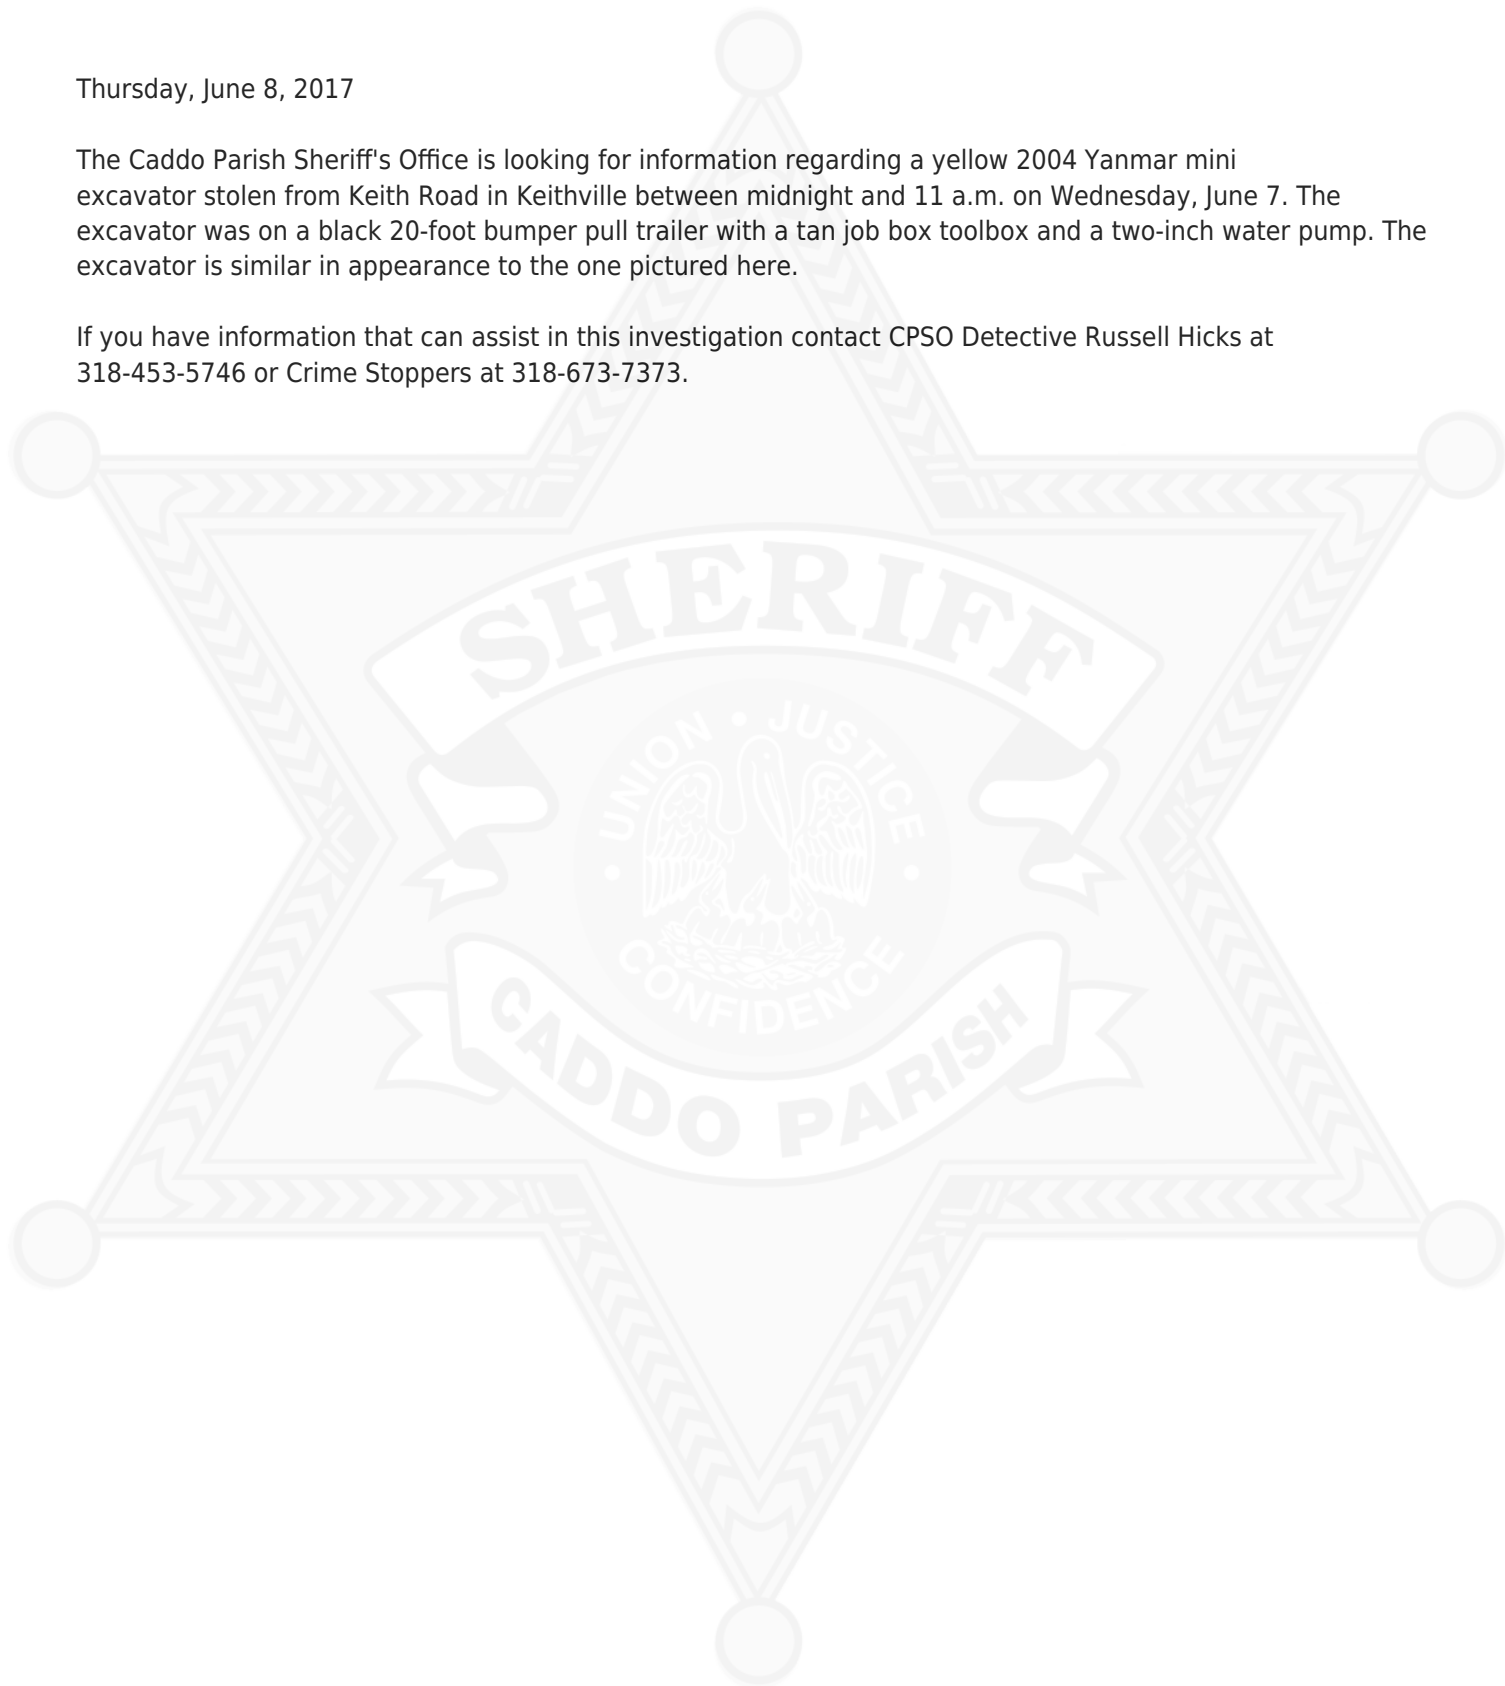 Thursday, June 8, 2017
The Caddo Parish Sheriff's Office is looking for information regarding a yellow 2004 Yanmar mini
excavator stolen from Keith Road in Keithville between midnight and 11 a.m. on Wednesday, June 7. The
excavator was on a black 20-foot bumper pull trailer with a tan job box toolbox and a two-inch water pump. The
excavator is similar in appearance to the one pictured here.
If you have information that can assist in this investigation contact CPSO Detective Russell Hicks at
318-453-5746 or Crime Stoppers at 318-673-7373.
SHERIFF
UNION • JUSTICE
• CONFIDENCE •
CADDO PARISH